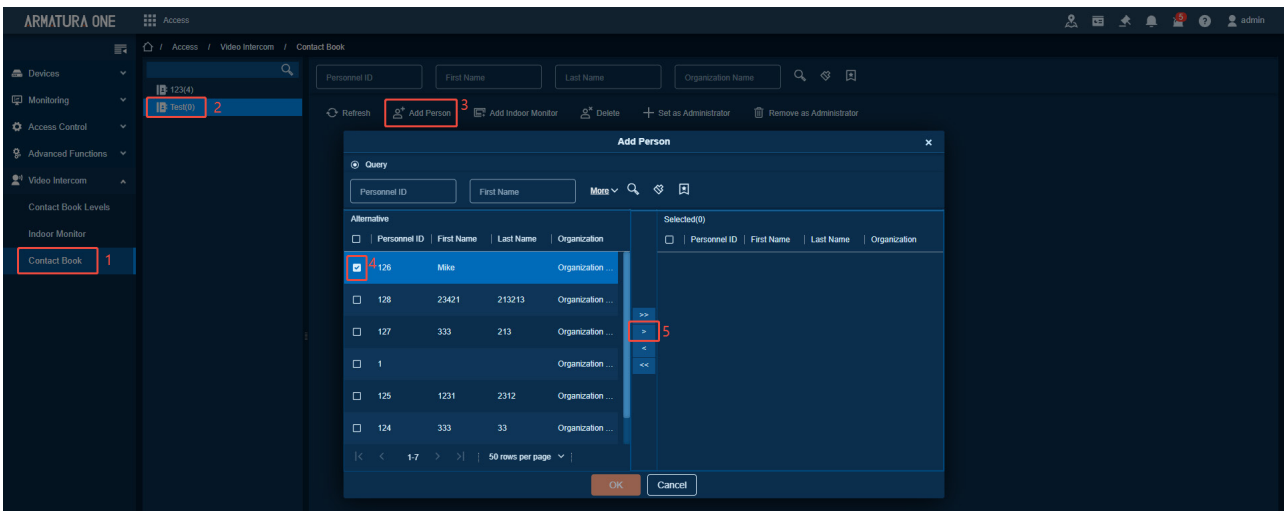 ARMATURA ONE
Access
5
admin
/ Access / Video Intercom / Contact Book
Devices
Monitoring
Access Control
Advanced Functions
Video Intercom
Contact Book Levels
Indoor Monitor
Contact Book
1
123(4)
Test(0)
2
Personnel ID
First Name
Last Name
Organization Name
Refresh
Add Person
3
Add Indoor Monitor
Delete
Set as Administrator
Remove as Administrator
Add Person
Query
Personnel ID
First Name
More
Alternative
Personnel ID First Name Last Name Organization
4
126 Mike Organization ...
128 23421 213213 Organization ...
127 333 213 Organization ...
1 Organization ...
125 1231 2312 Organization ...
124 333 33 Organization ...
|< < 1-7 > >| 50 rows per page
>>
>
5
<
<<
Selected(0)
Personnel ID First Name Last Name Organization
OK
Cancel